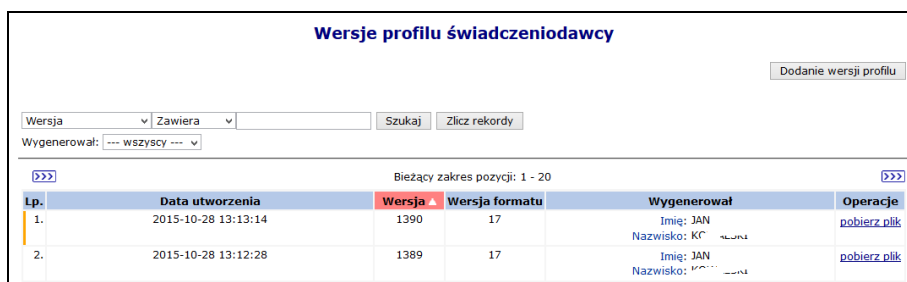 Wersje profilu świadczeniodawcy
Dodanie wersji profilu
Wersja Zawiera Szukaj Zlicz rekordy
Wygenerował: --- wszyscy ---
>>> Bieżący zakres pozycji: 1 - 20 >>>
Lp. Data utworzenia Wersja Wersja formatu Wygenerował Operacje
1. 2015-10-28 13:13:14 1390 17 Imię: JAN pobierz plik
Nazwisko:
2. 2015-10-28 13:12:28 1389 17 Imię: JAN pobierz plik
Nazwisko: